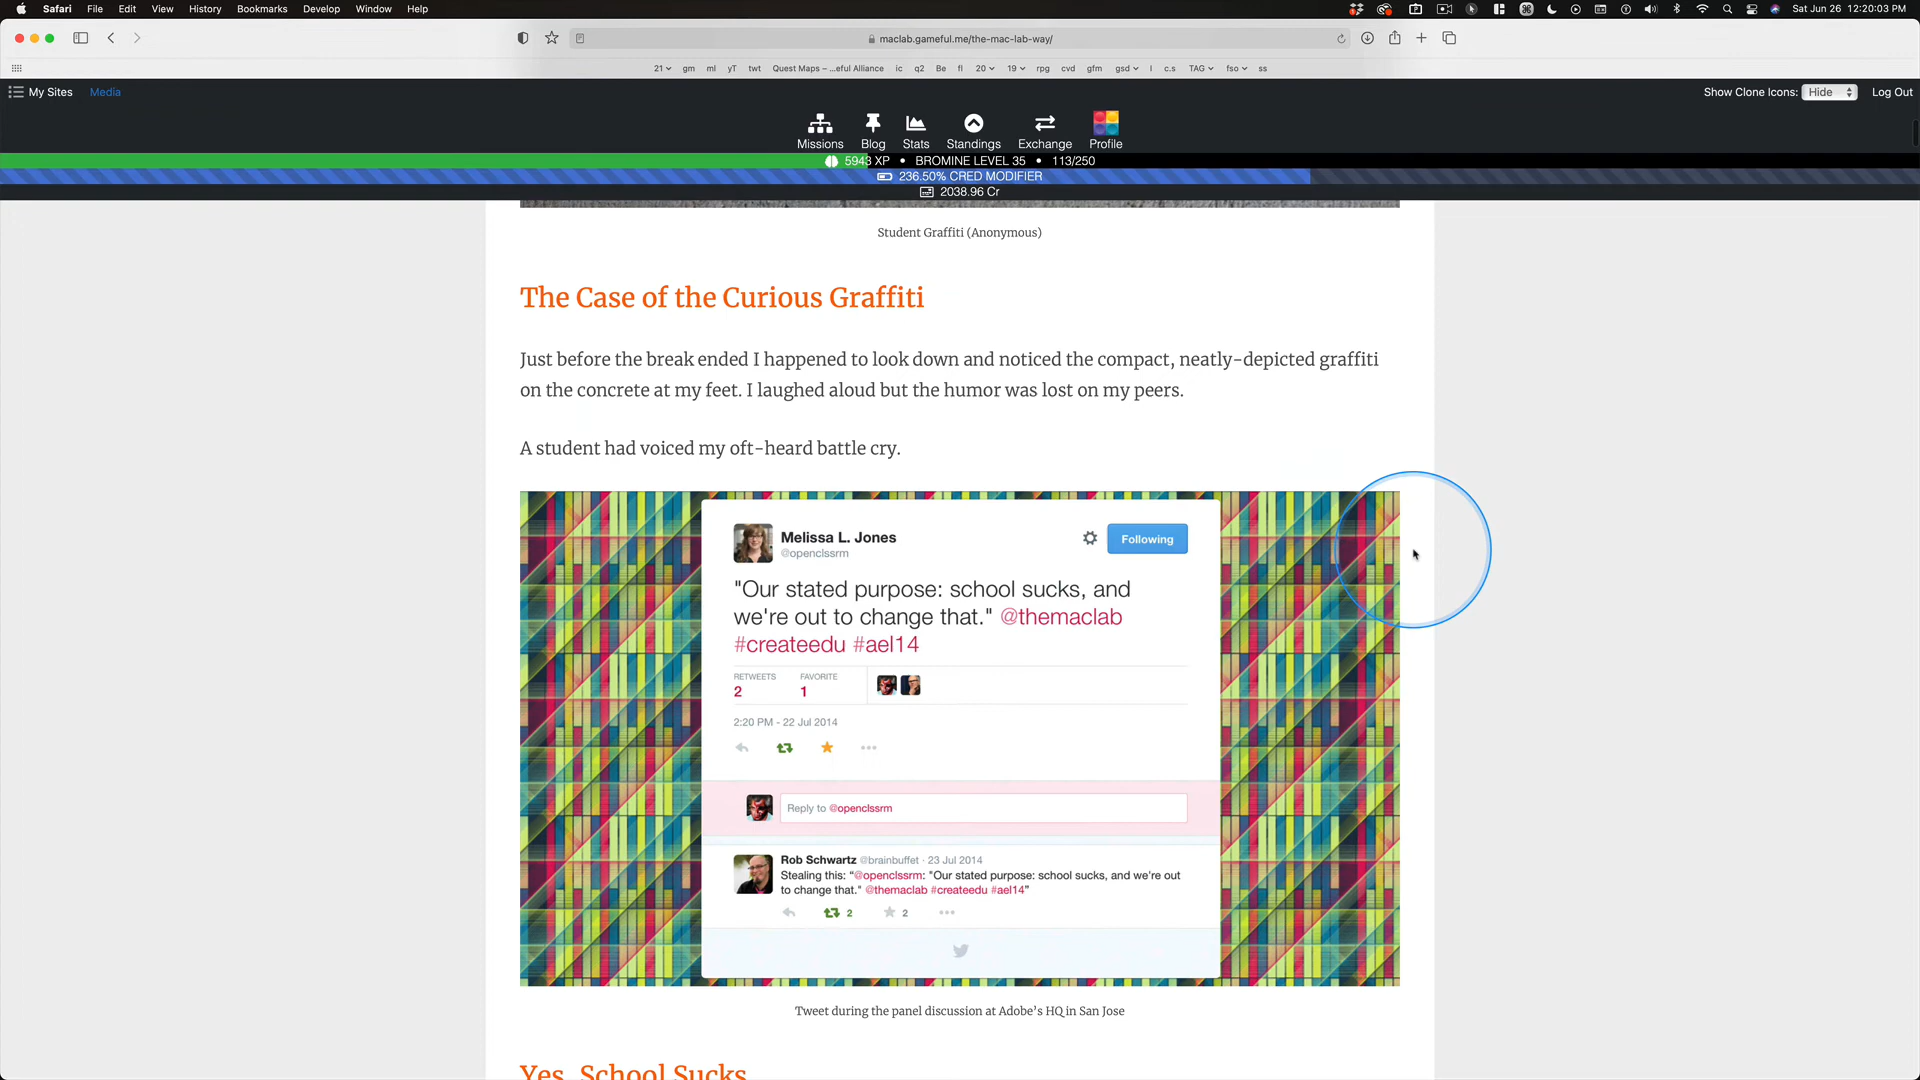 Safari File Edit View History Bookmarks Develop Window Help Sat Jun 26 12:20:03 PM
maclab.gameful.me/the-mac-lab-way/
21 gm ml yT twt Quest Maps – ...eful Alliance ic q2 Be fl 20 19 rpg cvd gfm gsd l c.s TAG fso ss
My Sites Media Show Clone Icons: Hide Log Out
Missions Blog Stats Standings Exchange Profile
5943 XP • BROMINE LEVEL 35 • 113/250
236.50% CRED MODIFIER
2038.96 Cr
Student Graffiti (Anonymous)
The Case of the Curious Graffiti
Just before the break ended I happened to look down and noticed the compact, neatly-depicted graffiti
on the concrete at my feet. I laughed aloud but the humor was lost on my peers.
A student had voiced my oft-heard battle cry.
Melissa L. Jones
@openclssrm
Following
"Our stated purpose: school sucks, and
we're out to change that." @themaclab
#createedu #ael14
RETWEETS FAVORITE
2 1
2:20 PM - 22 Jul 2014
Reply to @openclssrm
Rob Schwartz @brainbuffet · 23 Jul 2014
Stealing this: “@openclssrm: "Our stated purpose: school sucks, and we're out
to change that." @themaclab #createedu #ael14”
2 2
Tweet during the panel discussion at Adobe’s HQ in San Jose
Yes, School Sucks